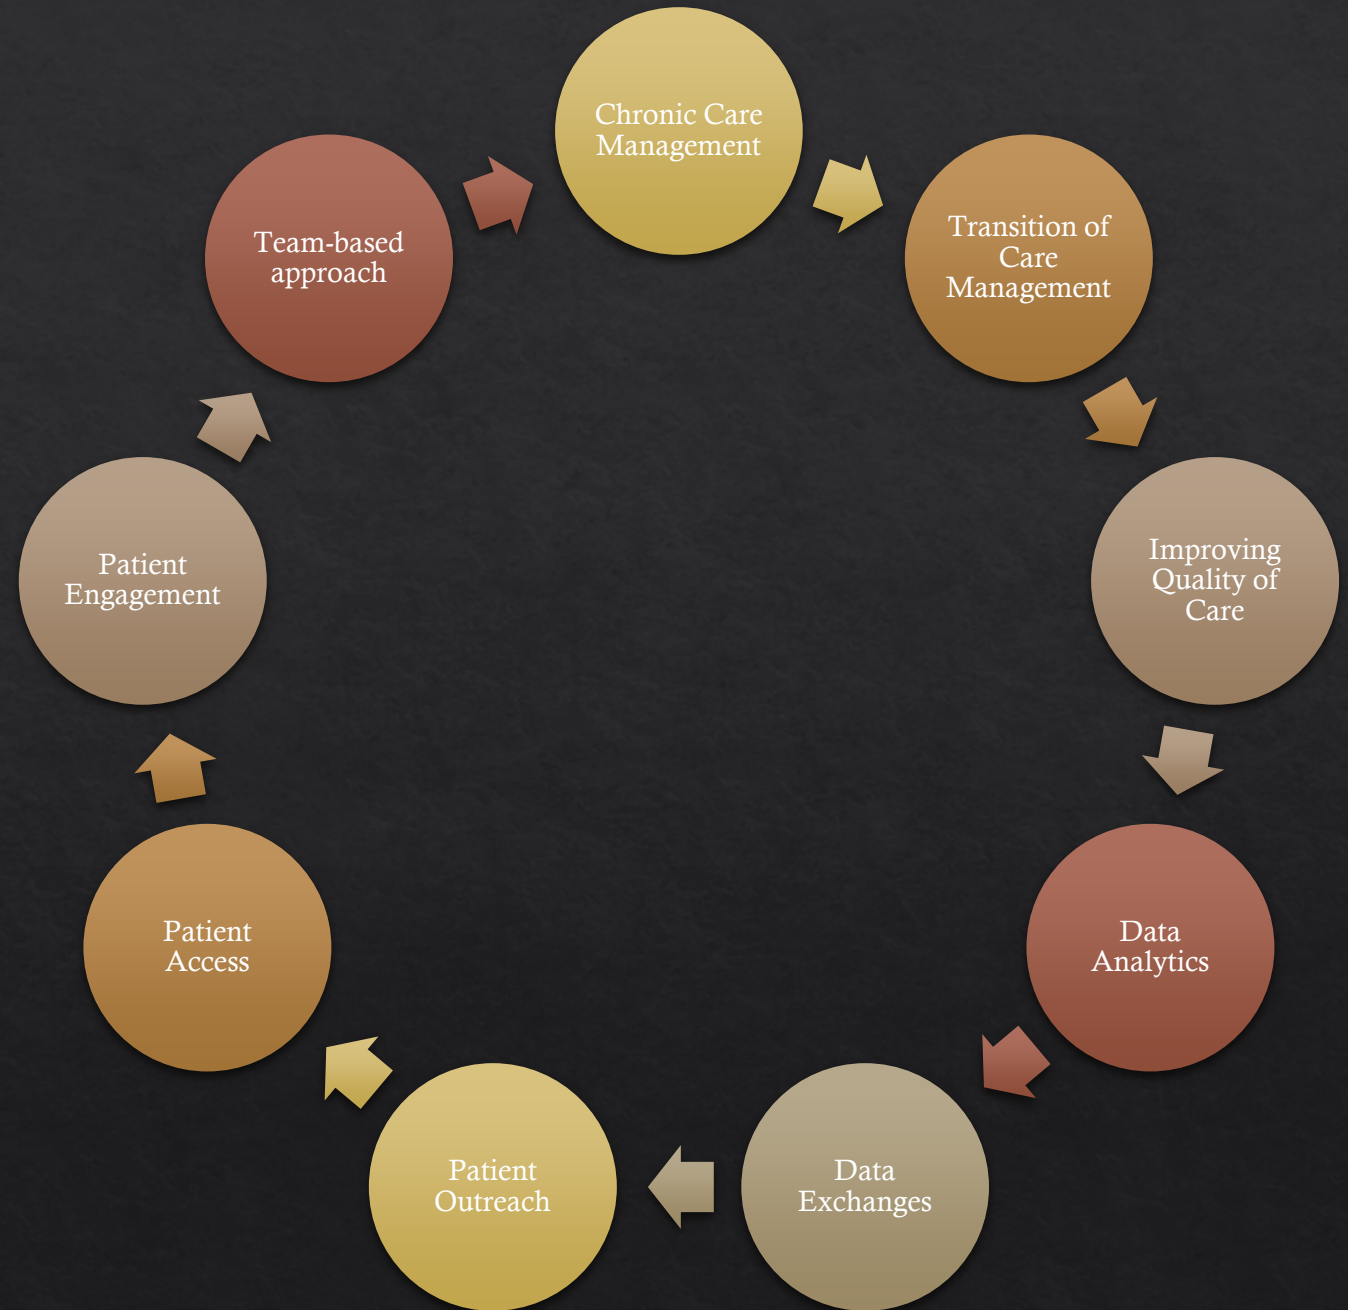 Chronic Care
Management
Transition of
Care
Management
Improving
Quality of
Care
Data
Analytics
Data
Exchanges
Patient
Outreach
Patient
Access
Patient
Engagement
Team-based
approach